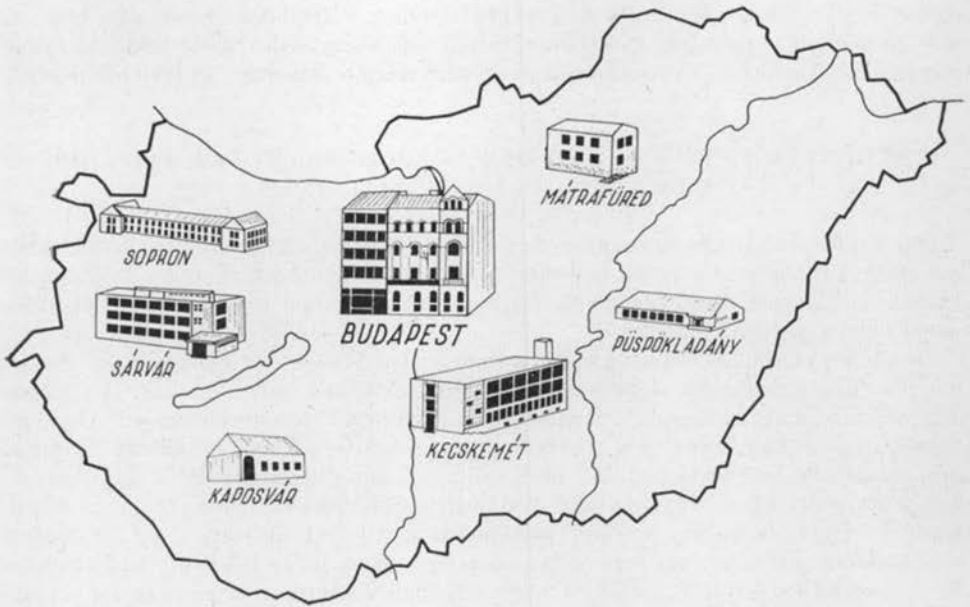 MÁTRAFÜRED
SOPRON
BUDAPEST
PÜSPÖKLADÁNY
SÁRVÁR
KECSKEMÉT
KAPOSVÁR